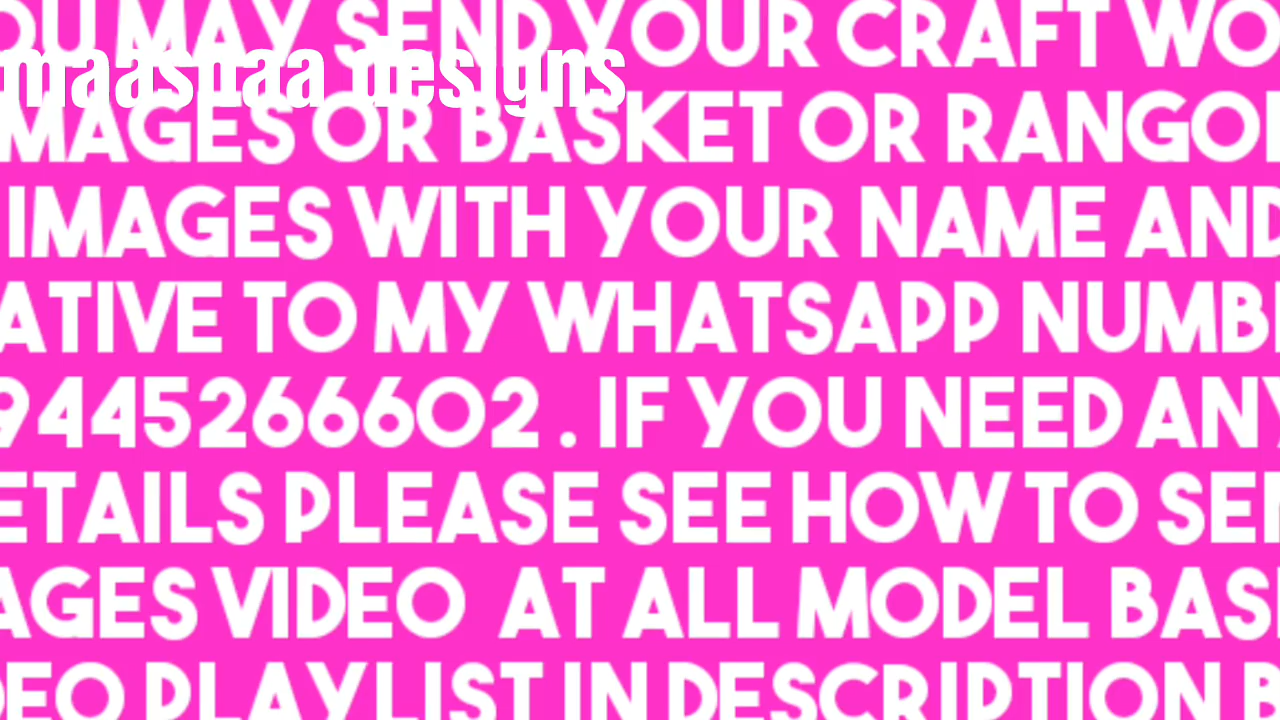 OU MAY SEND YOUR CRAFT WO
maashaa designs
MAGES OR BASKET OR RANGO
IMAGES WITH YOUR NAME AND
ATIVE TO MY WHATSAPP NUMB
9445266602 . IF YOU NEED ANY
ETAILS PLEASE SEE HOW TO SE
AGES VIDEO AT ALL MODEL BAS
DEO PLAYLIST IN DESCRIPTION B